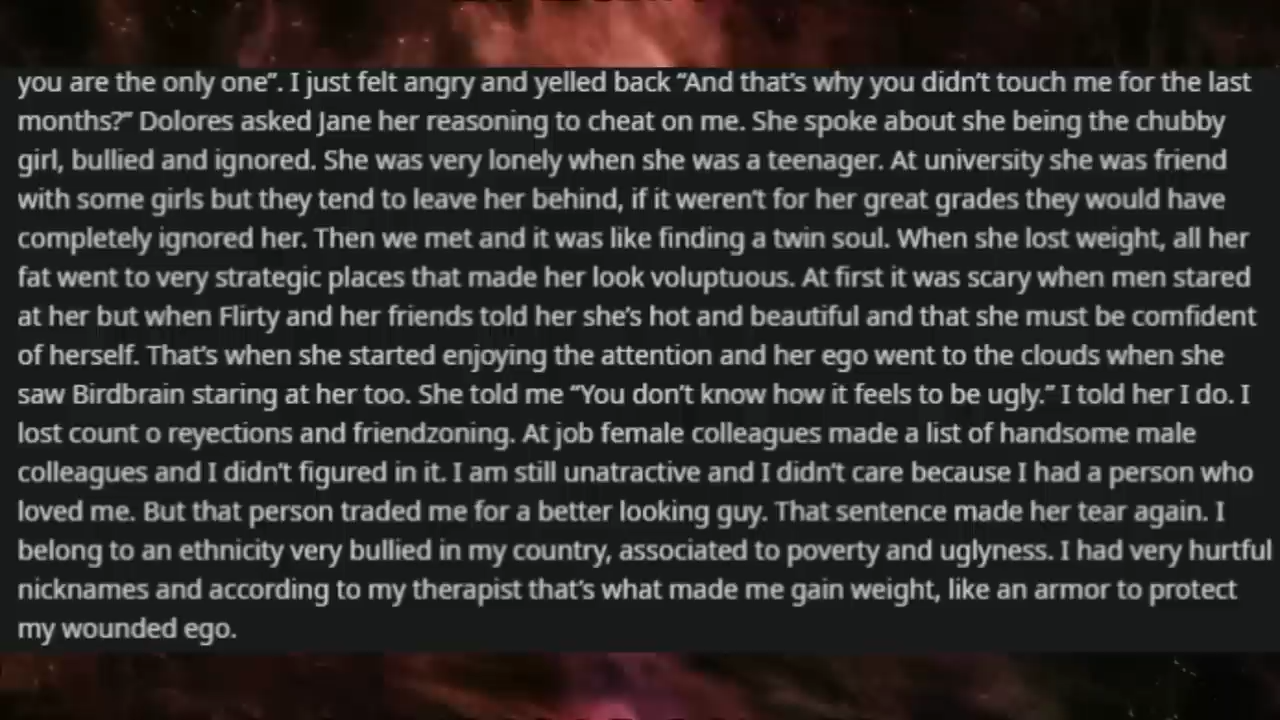 you are the only one”. I just felt angry and yelled back “And that’s why you didn’t touch me for the last
months?” Dolores asked Jane her reasoning to cheat on me. She spoke about she being the chubby
girl, bullied and ignored. She was very lonely when she was a teenager. At university she was friend
with some girls but they tend to leave her behind, if it weren’t for her great grades they would have
completely ignored her. Then we met and it was like finding a twin soul. When she lost weight, all her
fat went to very strategic places that made her look voluptuous. At first it was scary when men stared
at her but when Flirty and her friends told her she’s hot and beautiful and that she must be comfident
of herself. That’s when she started enjoying the attention and her ego went to the clouds when she
saw Birdbrain staring at her too. She told me “You don’t know how it feels to be ugly.” I told her I do. I
lost count o reyections and friendzoning. At job female colleagues made a list of handsome male
colleagues and I didn’t figured in it. I am still unatractive and I didn’t care because I had a person who
loved me. But that person traded me for a better looking guy. That sentence made her tear again. I
belong to an ethnicity very bullied in my country, associated to poverty and uglyness. I had very hurtful
nicknames and according to my therapist that’s what made me gain weight, like an armor to protect
my wounded ego.